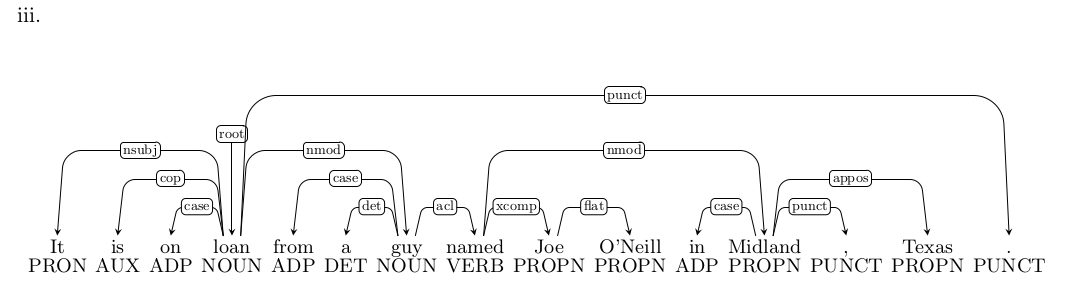 iii.
punct
root
nsubj nmod nmod
cop case appos
case det acl xcomp flat case punct
It is on loan from a guy named Joe O'Neill in Midland , Texas .
PRON AUX ADP NOUN ADP DET NOUN VERB PROPN PROPN ADP PROPN PUNCT PROPN PUNCT